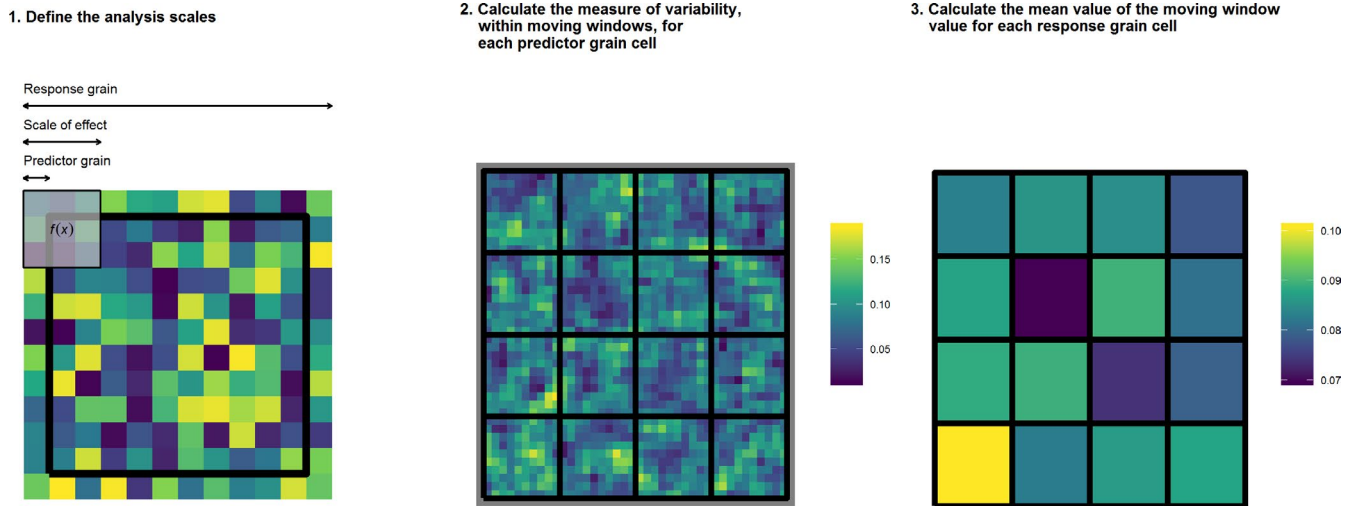 1. Define the analysis scales
Response grain
Scale of effect
Predictor grain
f(x)
2. Calculate the measure of variability,
within moving windows, for
each predictor grain cell
0.15
0.10
0.05
3. Calculate the mean value of the moving window
value for each response grain cell
0.10
0.09
0.08
0.07